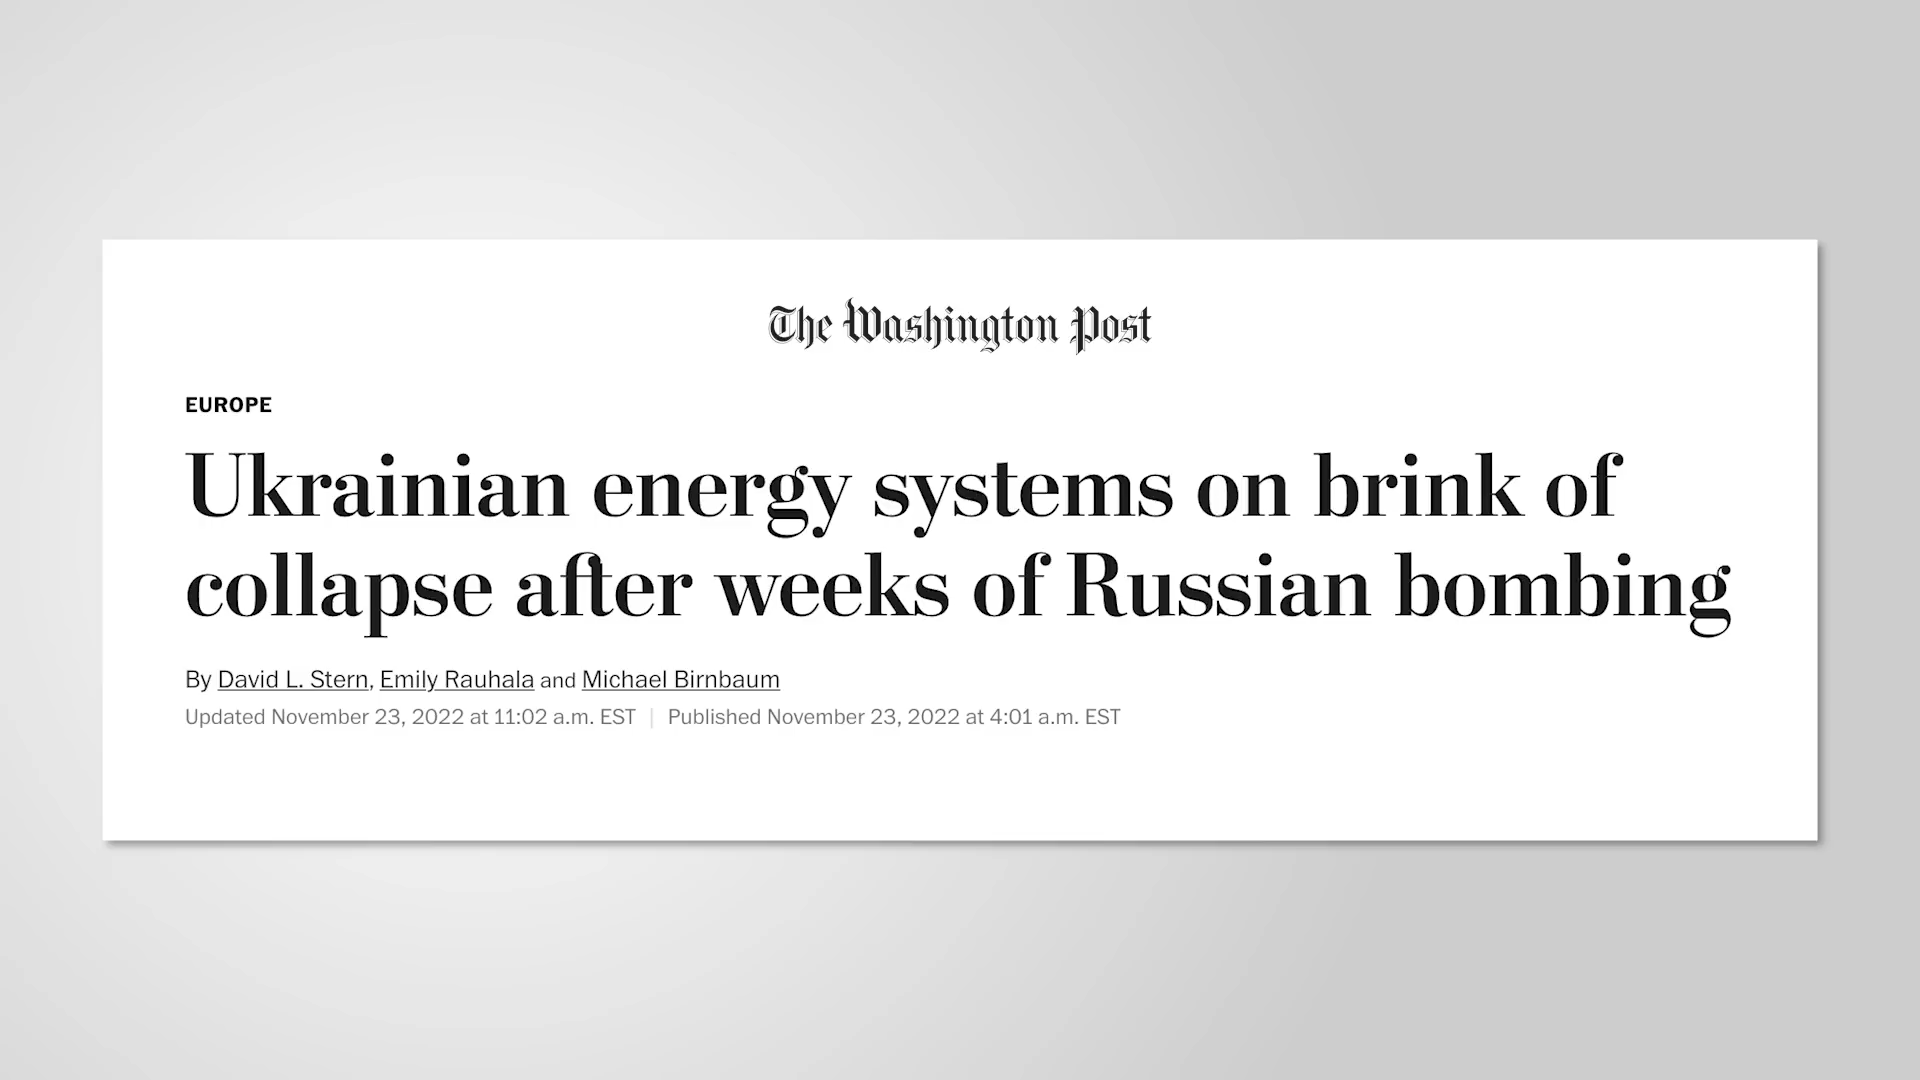 The Washington Post
EUROPE
Ukrainian energy systems on brink of
collapse after weeks of Russian bombing
By David L. Stern, Emily Rauhala and Michael Birnbaum
Updated November 23, 2022 at 11:02 a.m. EST | Published November 23, 2022 at 4:01 a.m. EST